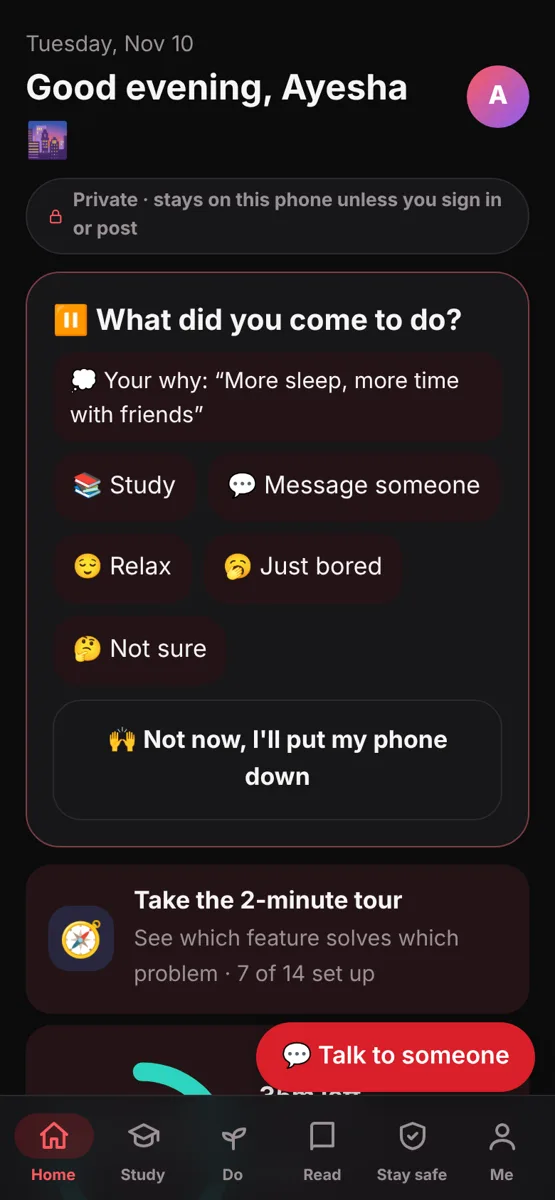 Tuesday, Nov 10
Good evening, Ayesha
🌆
A
Private · stays on this phone unless you sign in
or post
⏸️ What did you come to do?
💭 Your why: “More sleep, more time
with friends”
📚 Study
💬 Message someone
😌 Relax
🥱 Just bored
🤔 Not sure
🙌 Not now, I'll put my phone
down
Take the 2-minute tour
See which feature solves which
problem · 7 of 14 set up
💬 Talk to someone
Home
Study
Do
Read
Stay safe
Me